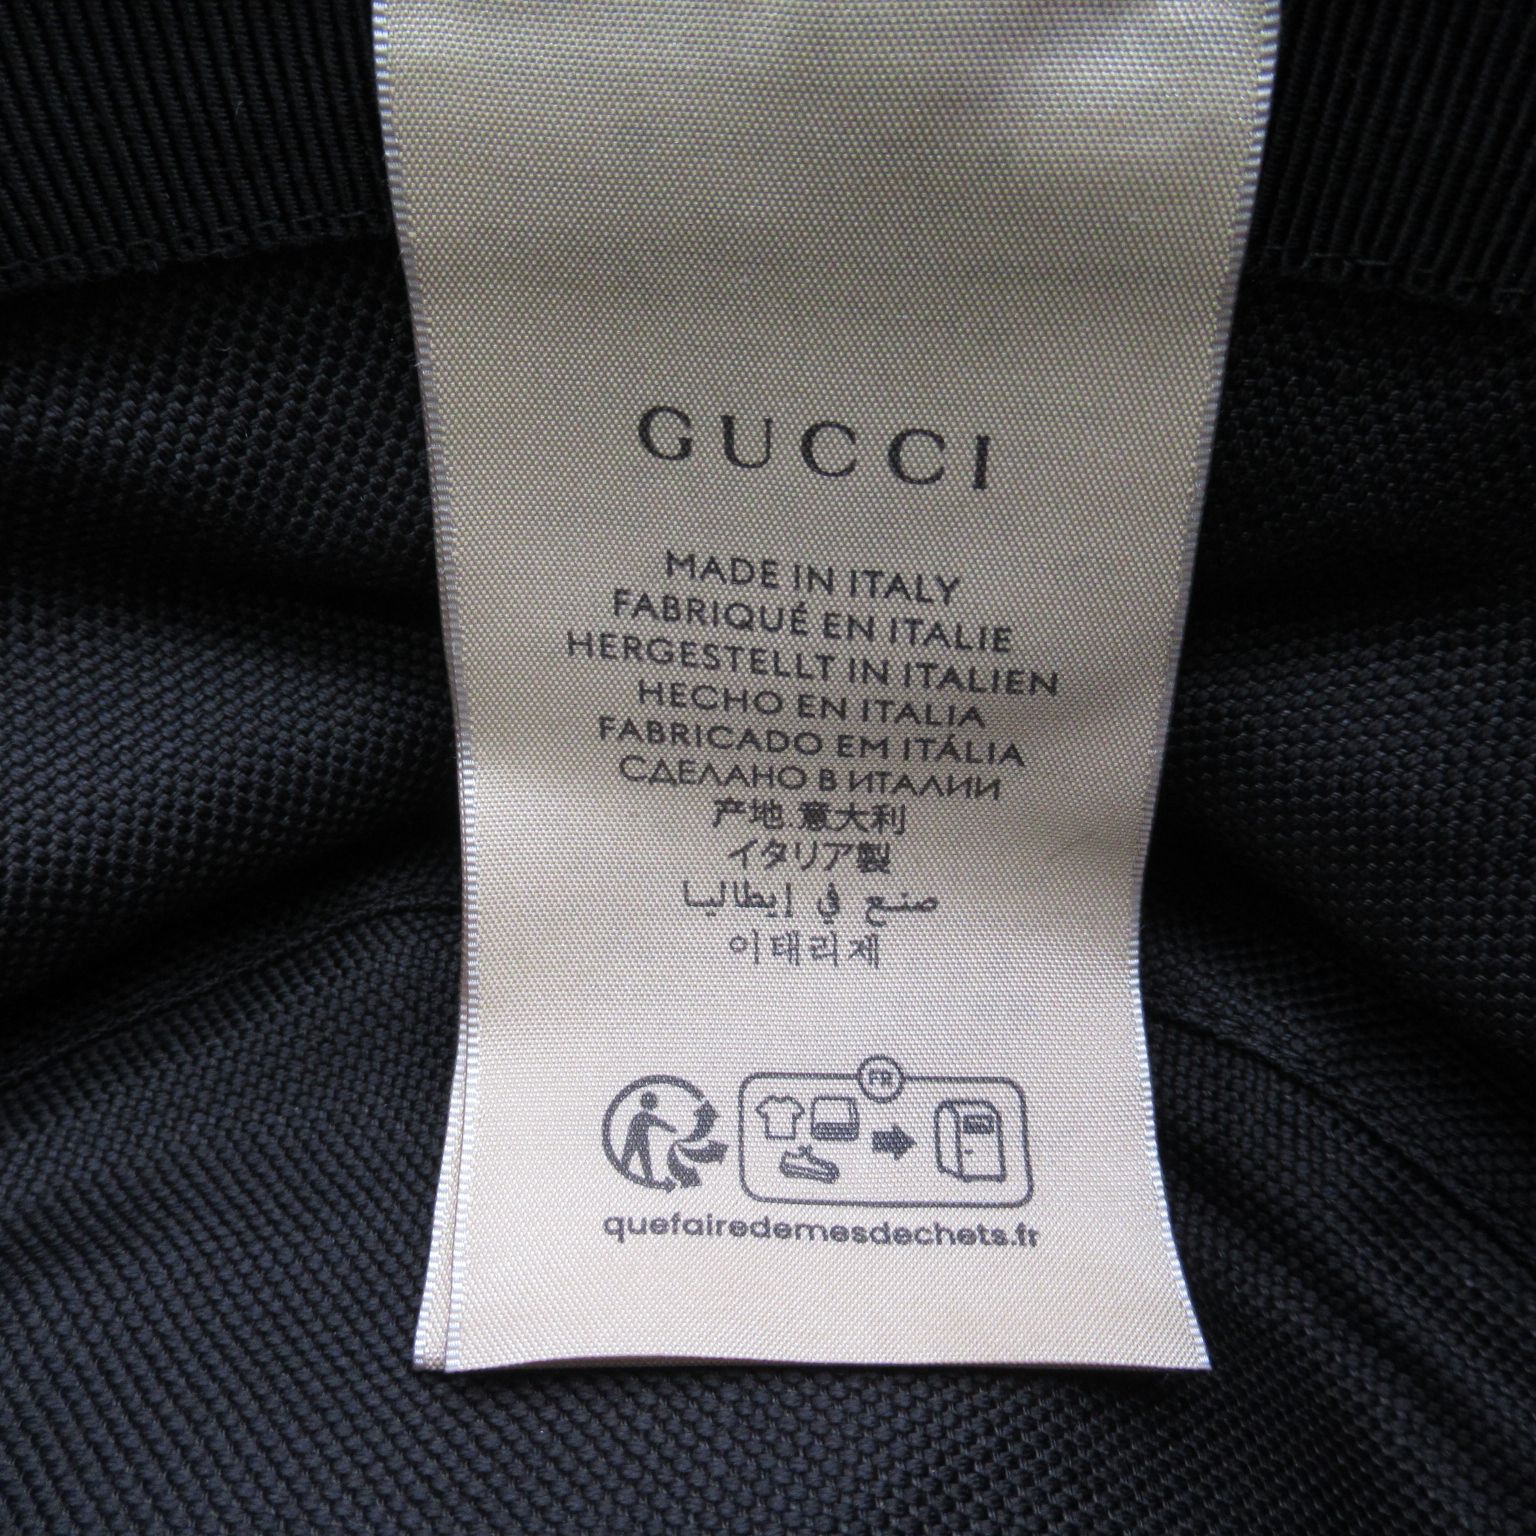 GUCCI
MADE IN ITALY
FABRIQUÉ EN ITALIE
HERGESTELLT IN ITALIEN
HECHO EN ITALIA
FABRICADO EM ITÁLIA
СДЕЛАНО В ИТАЛИИ
产地.意大利
イタリア製
صنع في إيطاليا
이태리제
FR
quefairedemesdechets.fr